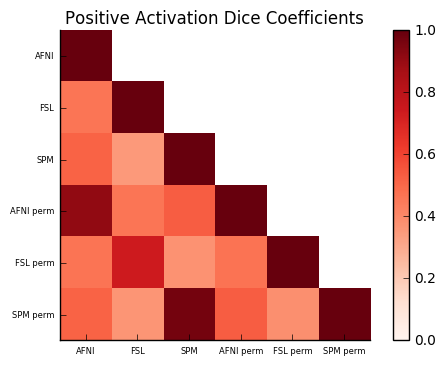 Positive Activation Dice Coefficients
AFNI
FSL
SPM
AFNI perm
FSL perm
SPM perm
AFNI FSL SPM AFNI perm FSL perm SPM perm
1.0
0.8
0.6
0.4
0.2
0.0